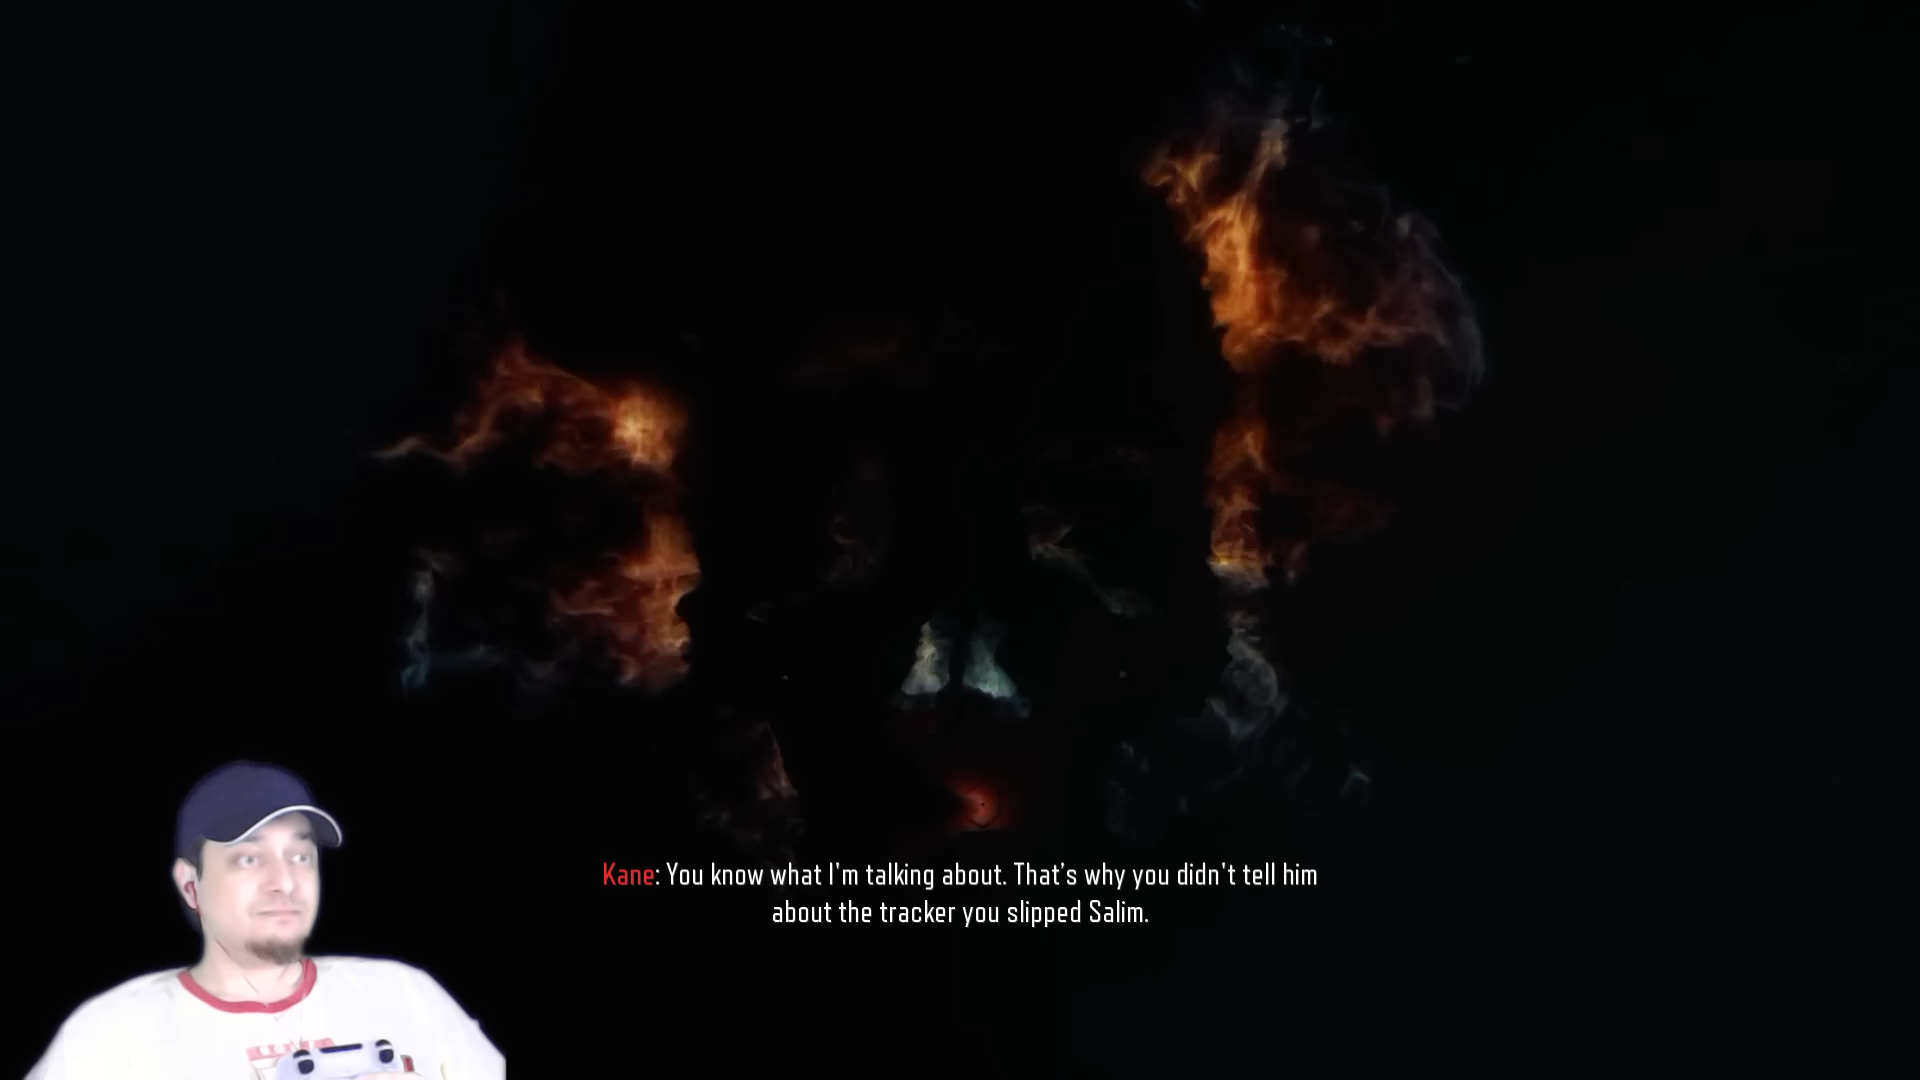 Kane: You know what I'm talking about. That's why you didn't tell him
about the tracker you slipped Salim.